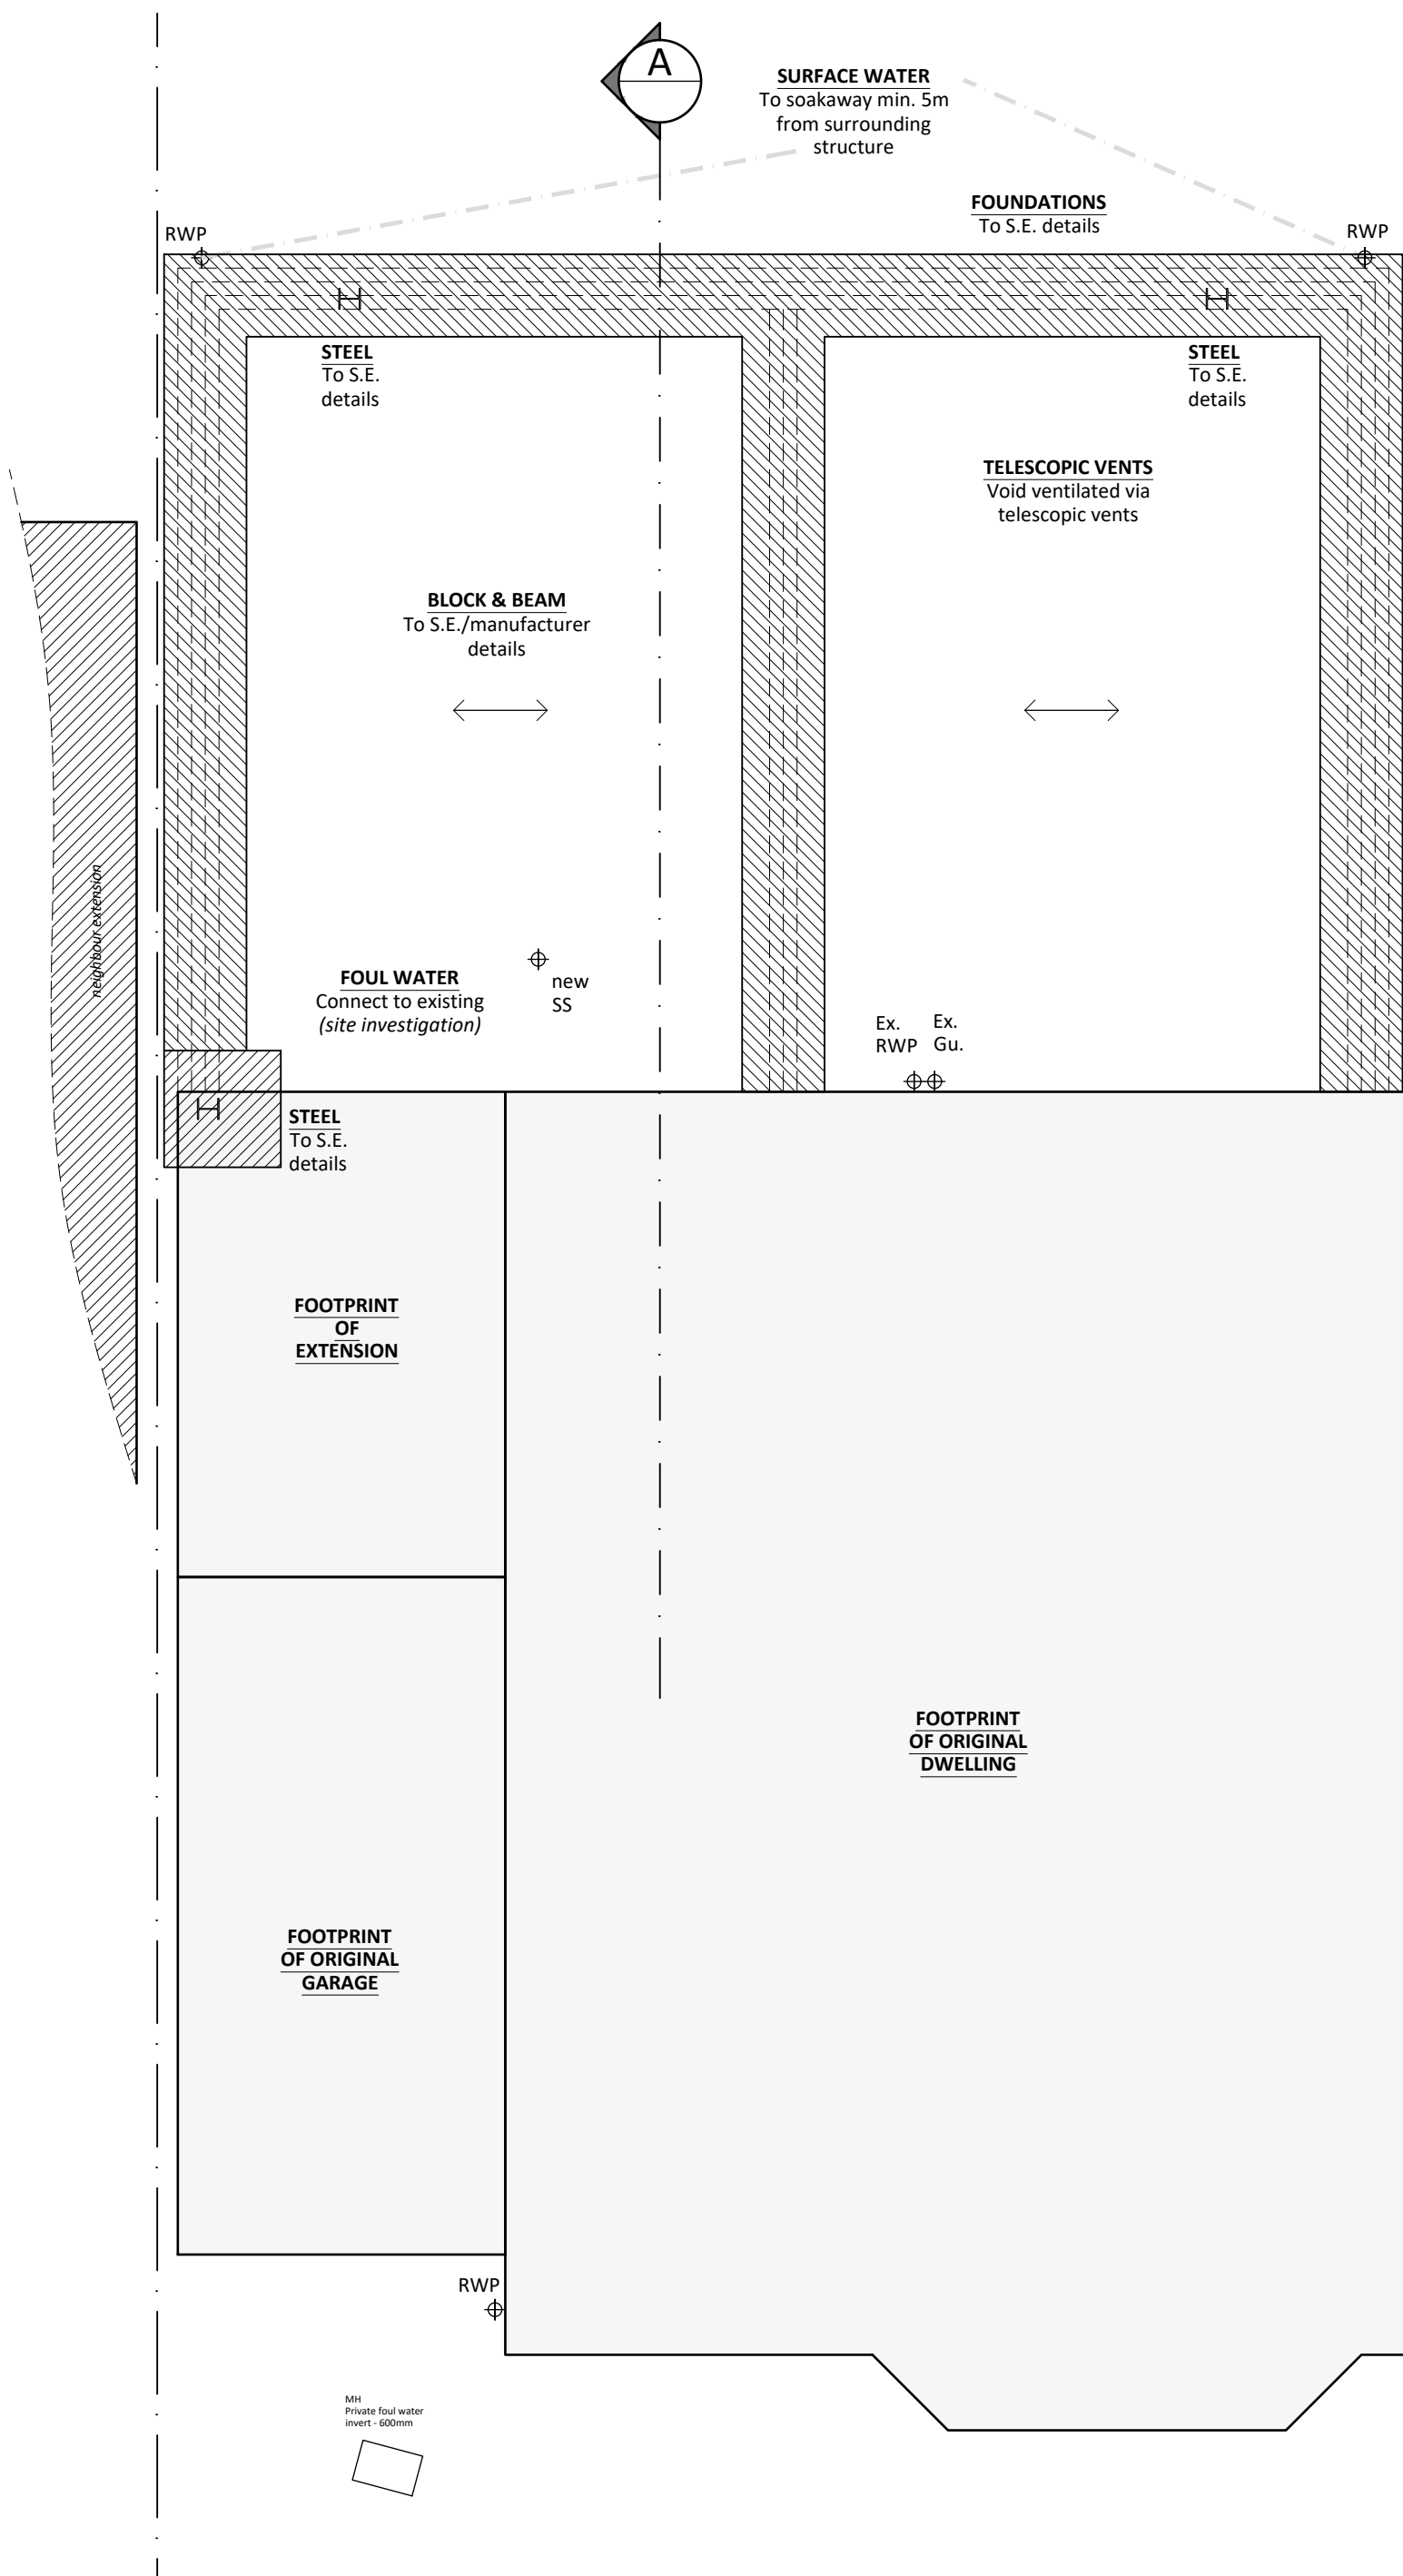 A
SURFACE WATER
To soakaway min. 5m
from surrounding
structure
FOUNDATIONS
To S.E. details
RWP
RWP
STEEL
To S.E.
details
STEEL
To S.E.
details
TELESCOPIC VENTS
Void ventilated via
telescopic vents
BLOCK & BEAM
To S.E./manufacturer
details
neighbour extension
FOUL WATER
Connect to existing
(site investigation)
new
SS
Ex.
RWP
Ex.
Gu.
STEEL
To S.E.
details
FOOTPRINT
OF
EXTENSION
FOOTPRINT
OF ORIGINAL
DWELLING
FOOTPRINT
OF ORIGINAL
GARAGE
RWP
MH
Private foul water
invert - 600mm